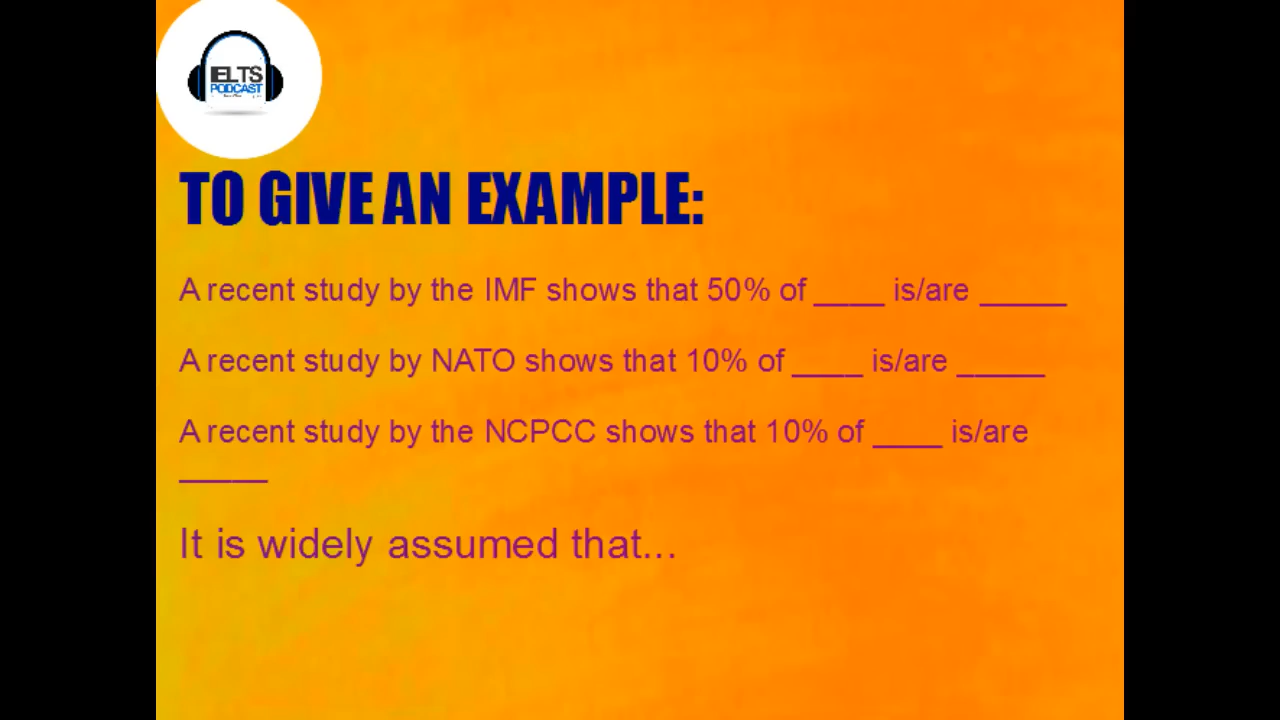 IELTS
PODCAST
TO GIVE AN EXAMPLE:
A recent study by the IMF shows that 50% of ____ is/are _____
A recent study by NATO shows that 10% of ____ is/are _____
A recent study by the NCPCC shows that 10% of ____ is/are
_____
It is widely assumed that...